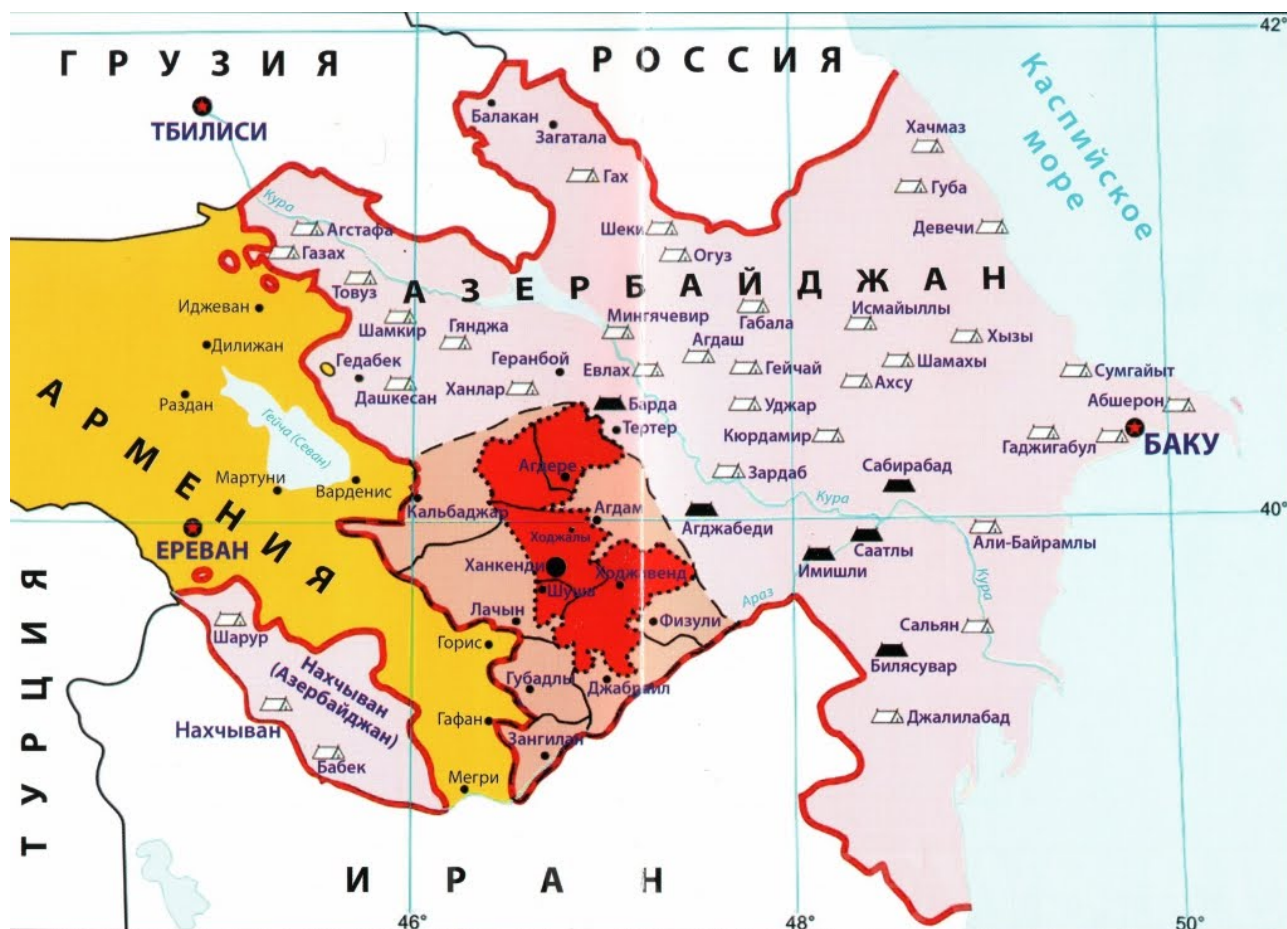 42°
ГРУЗИЯ
РОССИЯ
Каспийское
море
ТБИЛИСИ
Балакан
Загатала
Хачмаз
Гах
Губа
Кура
Агстафа
Шеки
Девечи
Газах
Огуз
Товуз
АЗЕРБАЙДЖАН
Иджеван
Шамкир
Гянджа
Мингячевир
Габала
Исмайыллы
Хызы
Дилижан
Агдаш
Гедабек
Геранбой
Евлах
Гейчай
Шамахы
Сумгайыт
Раздан
Дашкесан
Ханлар
Ахсу
Абшерон
АРМЕНИЯ
Гейча (Севан)
Барда
Уджар
Тертер
Кюрдамир
Гаджигабул
БАКУ
Мартуни
Варденис
Агдере
Зардаб
Сабирабад
Кальбаджар
Агдам
Кура
40°
ЕРЕВАН
Ходжалы
Агджабеди
Саатлы
Али-Байрамлы
Ханкенди
Ходжавенд
Имишли
ТУРЦИЯ
Шуша
Араз
Кура
Шарур
Лачын
Физули
Сальян
Горис
Билясувар
Нахчыван
(Азербайджан)
Губадлы
Джабраил
Нахчыван
Гафан
Джалилабад
Зангилан
Бабек
Мегри
ИРАН
46°
48°
50°